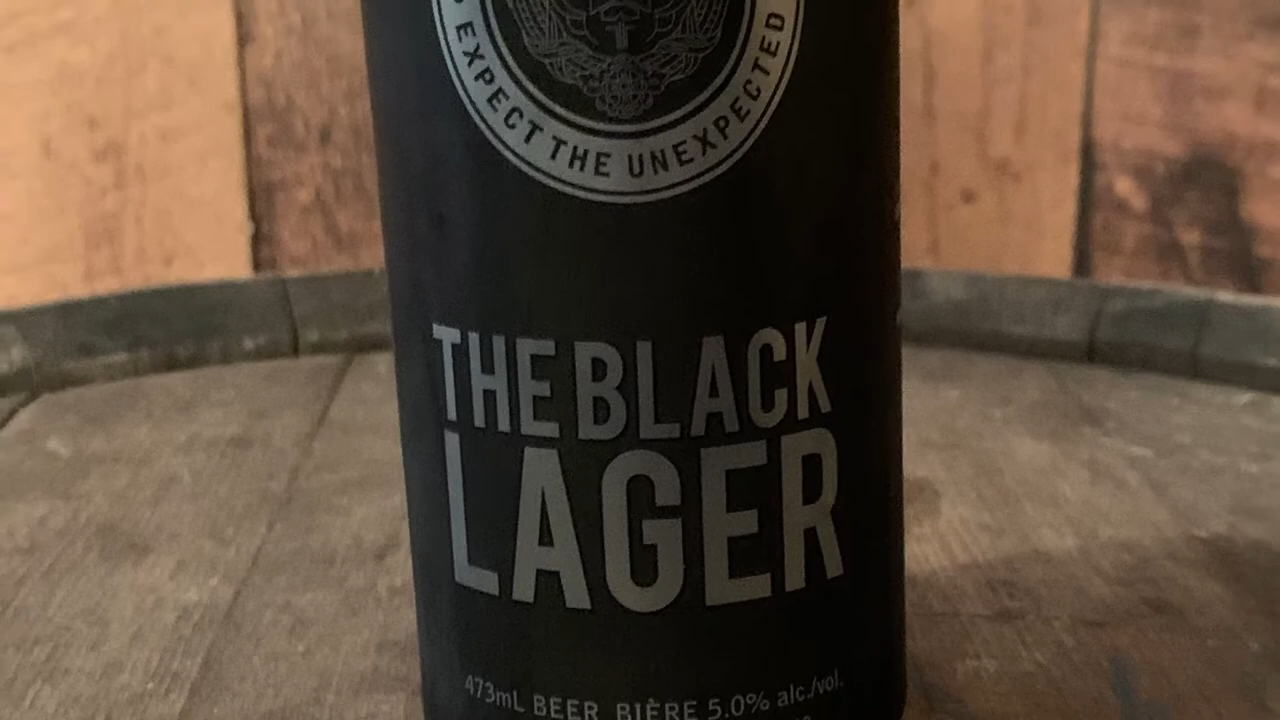 EXPECT THE UNEXPECTED
THE BLACK
LAGER
473mL BEER BIÈRE 5.0% alc./vol.